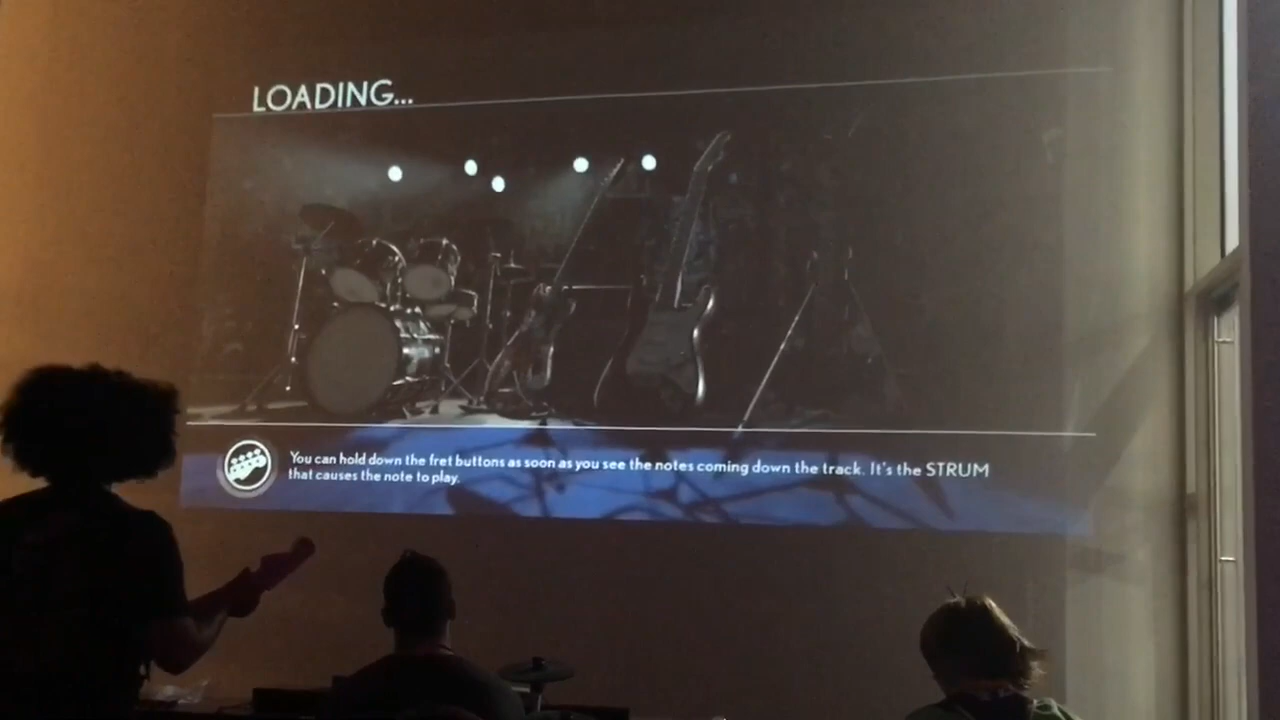 LOADING...
You can hold down the fret buttons as soon as you see the notes coming down the track. It's the STRUM
that causes the note to play.